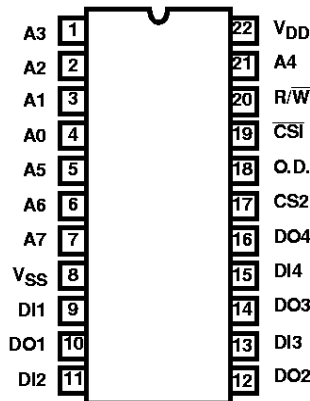 A3 1 22 VDD
A2 2 21 A4
A1 3 20 R/W̅
A0 4 19 C̅S̅I̅
A5 5 18 O.D.
A6 6 17 CS2
A7 7 16 DO4
VSS 8 15 DI4
DI1 9 14 DO3
DO1 10 13 DI3
DI2 11 12 DO2